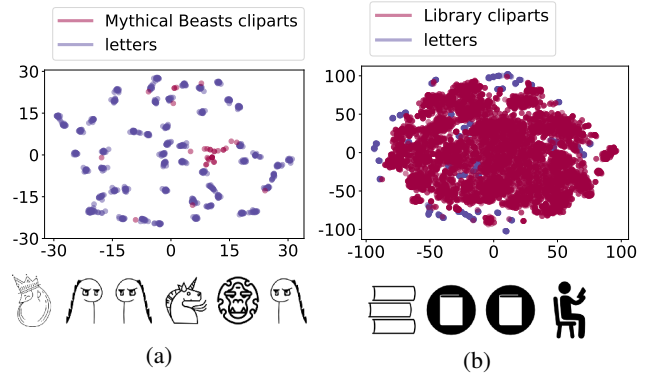 Mythical Beasts cliparts
letters
30
15
0
-15
-30
-30 -15 0 15 30
(a)
Library cliparts
letters
100
50
0
-50
-100
-100 -50 0 50 100
(b)